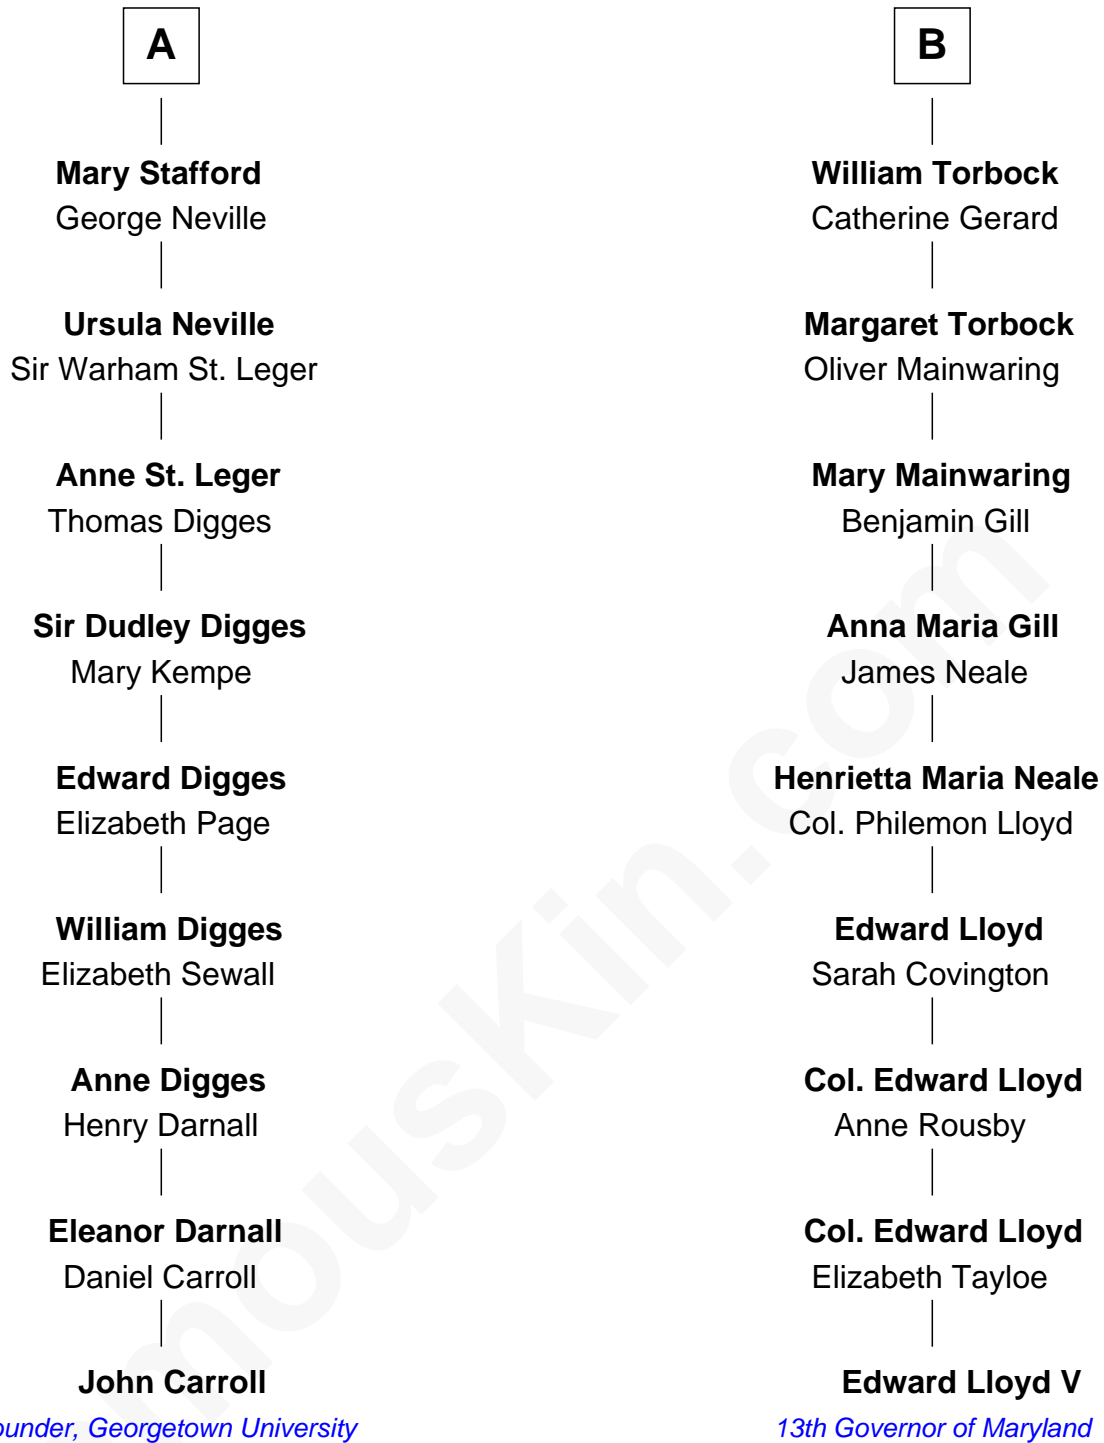 A
Mary Stafford
George Neville
Ursula Neville
Sir Warham St. Leger
Anne St. Leger
Thomas Digges
Sir Dudley Digges
Mary Kempe
Edward Digges
Elizabeth Page
William Digges
Elizabeth Sewall
Anne Digges
Henry Darnall
Eleanor Darnall
Daniel Carroll
John Carroll
ounder, Georgetown University
B
William Torbock
Catherine Gerard
Margaret Torbock
Oliver Mainwaring
Mary Mainwaring
Benjamin Gill
Anna Maria Gill
James Neale
Henrietta Maria Neale
Col. Philemon Lloyd
Edward Lloyd
Sarah Covington
Col. Edward Lloyd
Anne Rousby
Col. Edward Lloyd
Elizabeth Tayloe
Edward Lloyd V
13th Governor of Maryland
mouskin.com